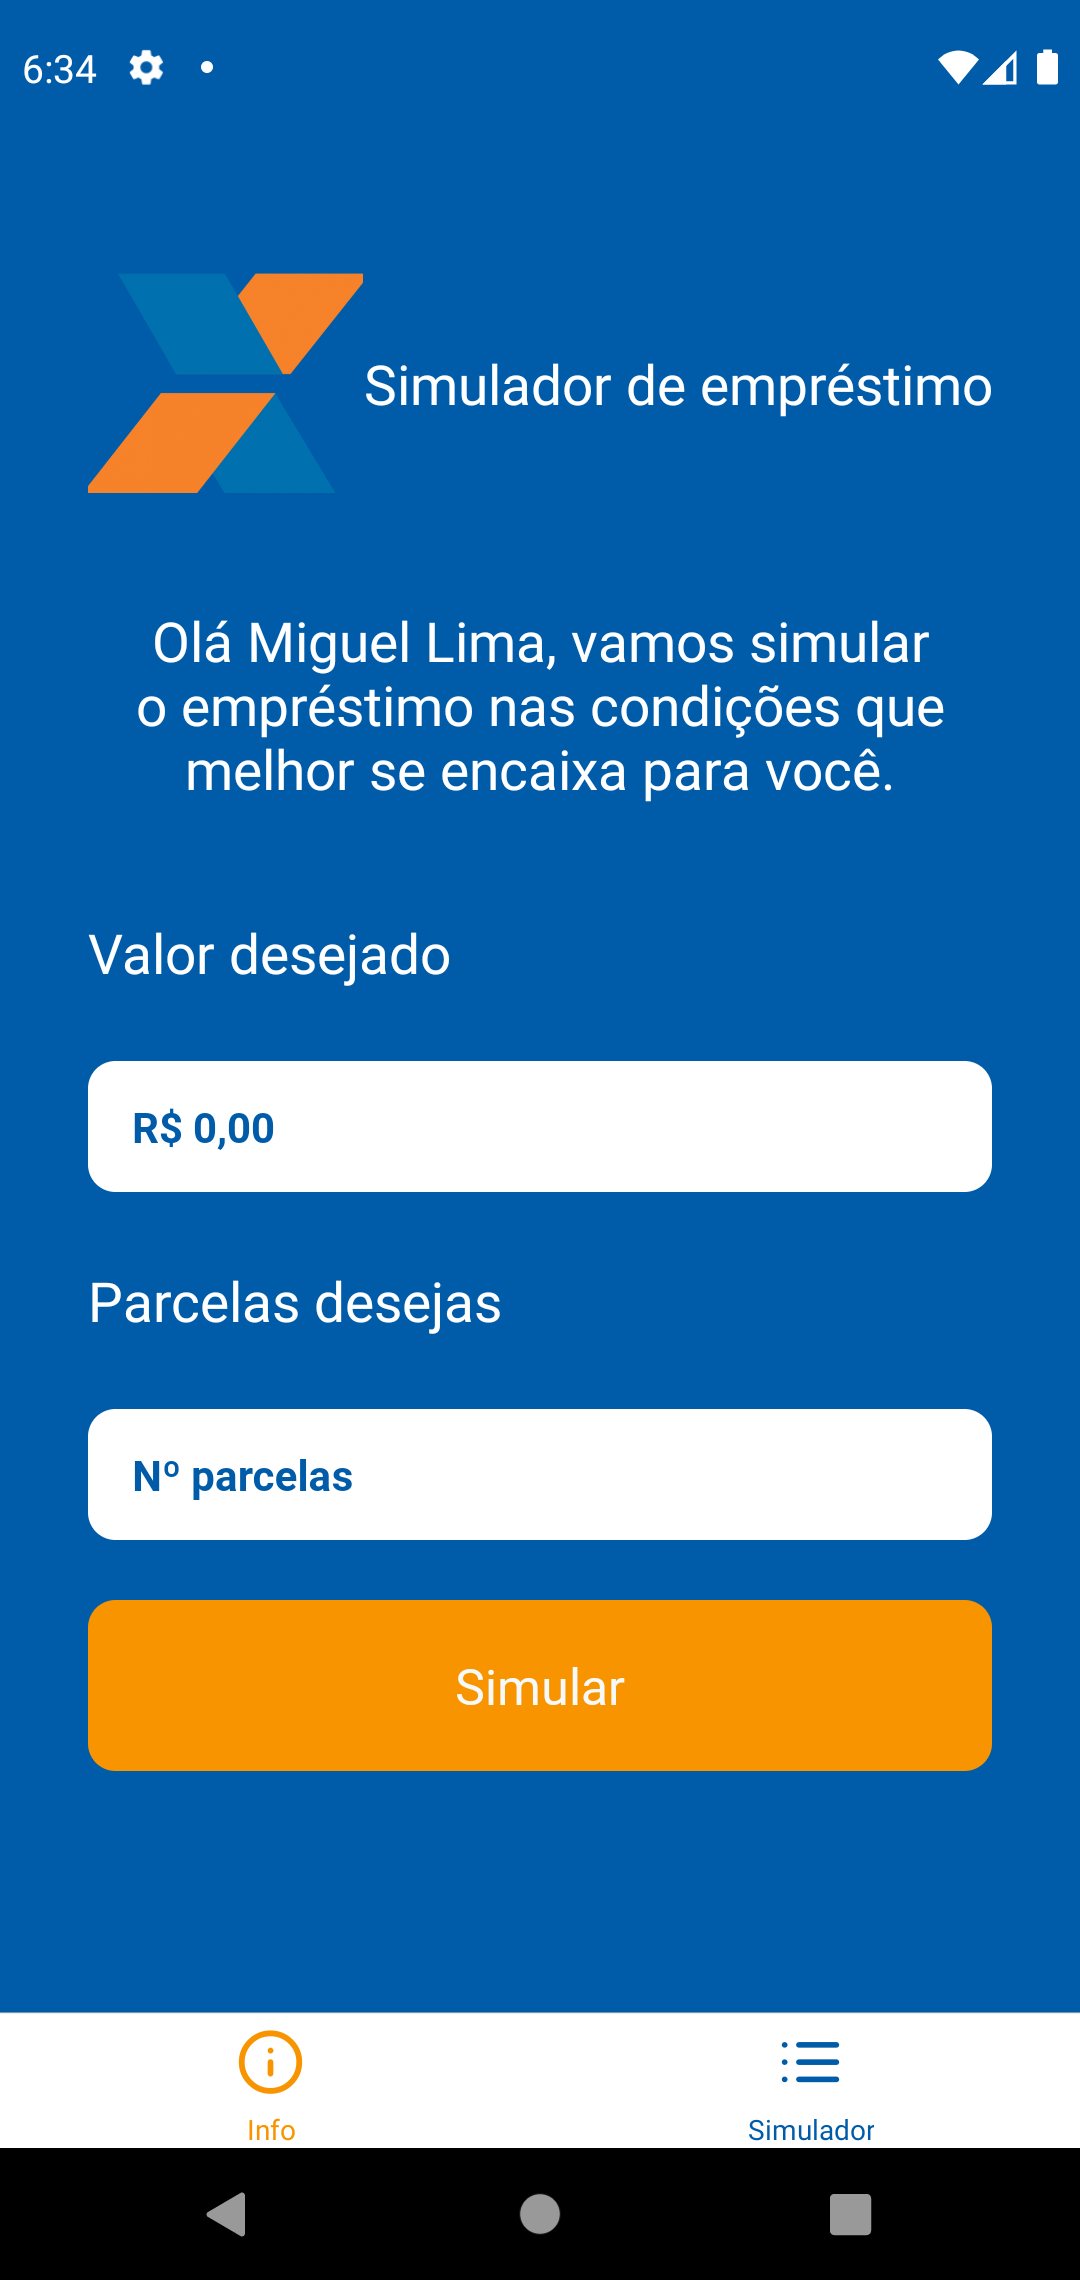 6:34
Simulador de empréstimo
Olá Miguel Lima, vamos simular
o empréstimo nas condições que
melhor se encaixa para você.
Valor desejado
R$ 0,00
Parcelas desejas
Nº parcelas
Simular
Info
Simulador